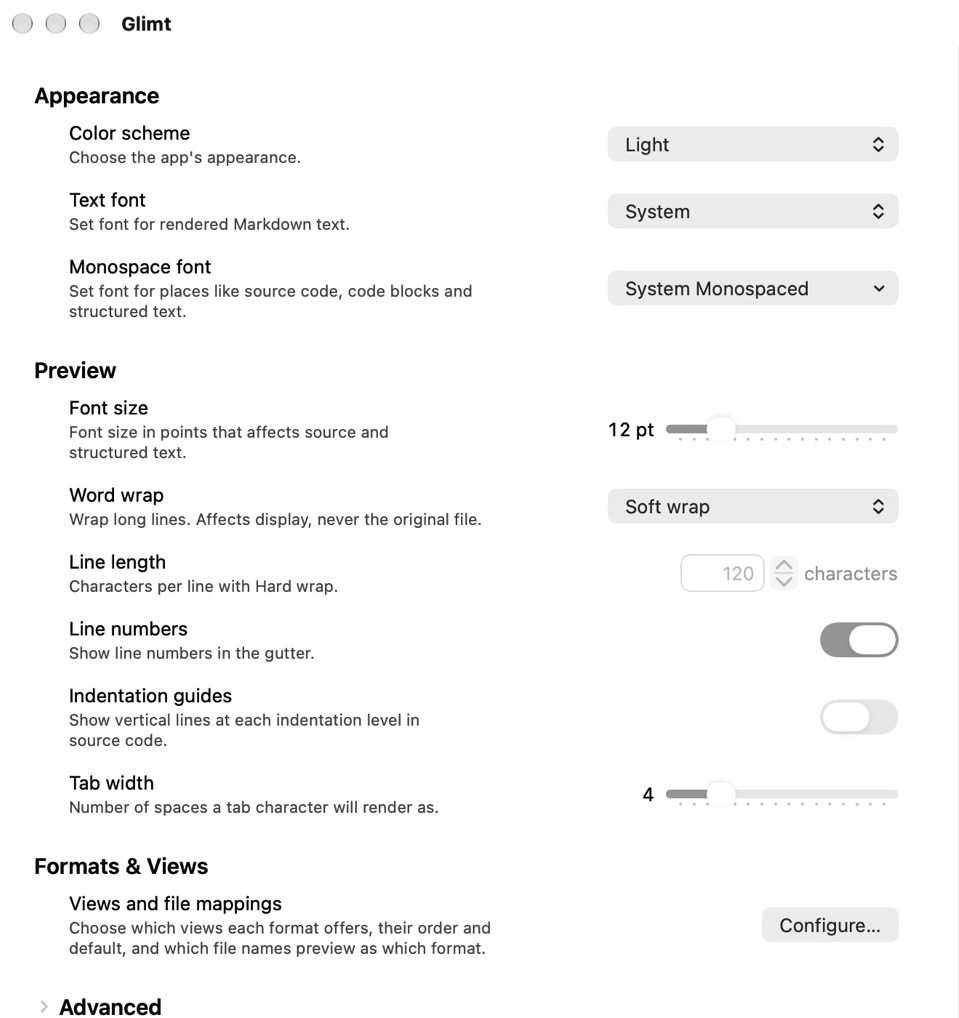 Glimt
Appearance
Color scheme
Choose the app's appearance.
Light
Text font
Set font for rendered Markdown text.
System
Monospace font
Set font for places like source code, code blocks and
structured text.
System Monospaced
Preview
Font size
Font size in points that affects source and
structured text.
12 pt
Word wrap
Wrap long lines. Affects display, never the original file.
Soft wrap
Line length
Characters per line with Hard wrap.
120
characters
Line numbers
Show line numbers in the gutter.
Indentation guides
Show vertical lines at each indentation level in
source code.
Tab width
Number of spaces a tab character will render as.
4
Formats & Views
Views and file mappings
Choose which views each format offers, their order and
default, and which file names preview as which format.
Configure...
Advanced